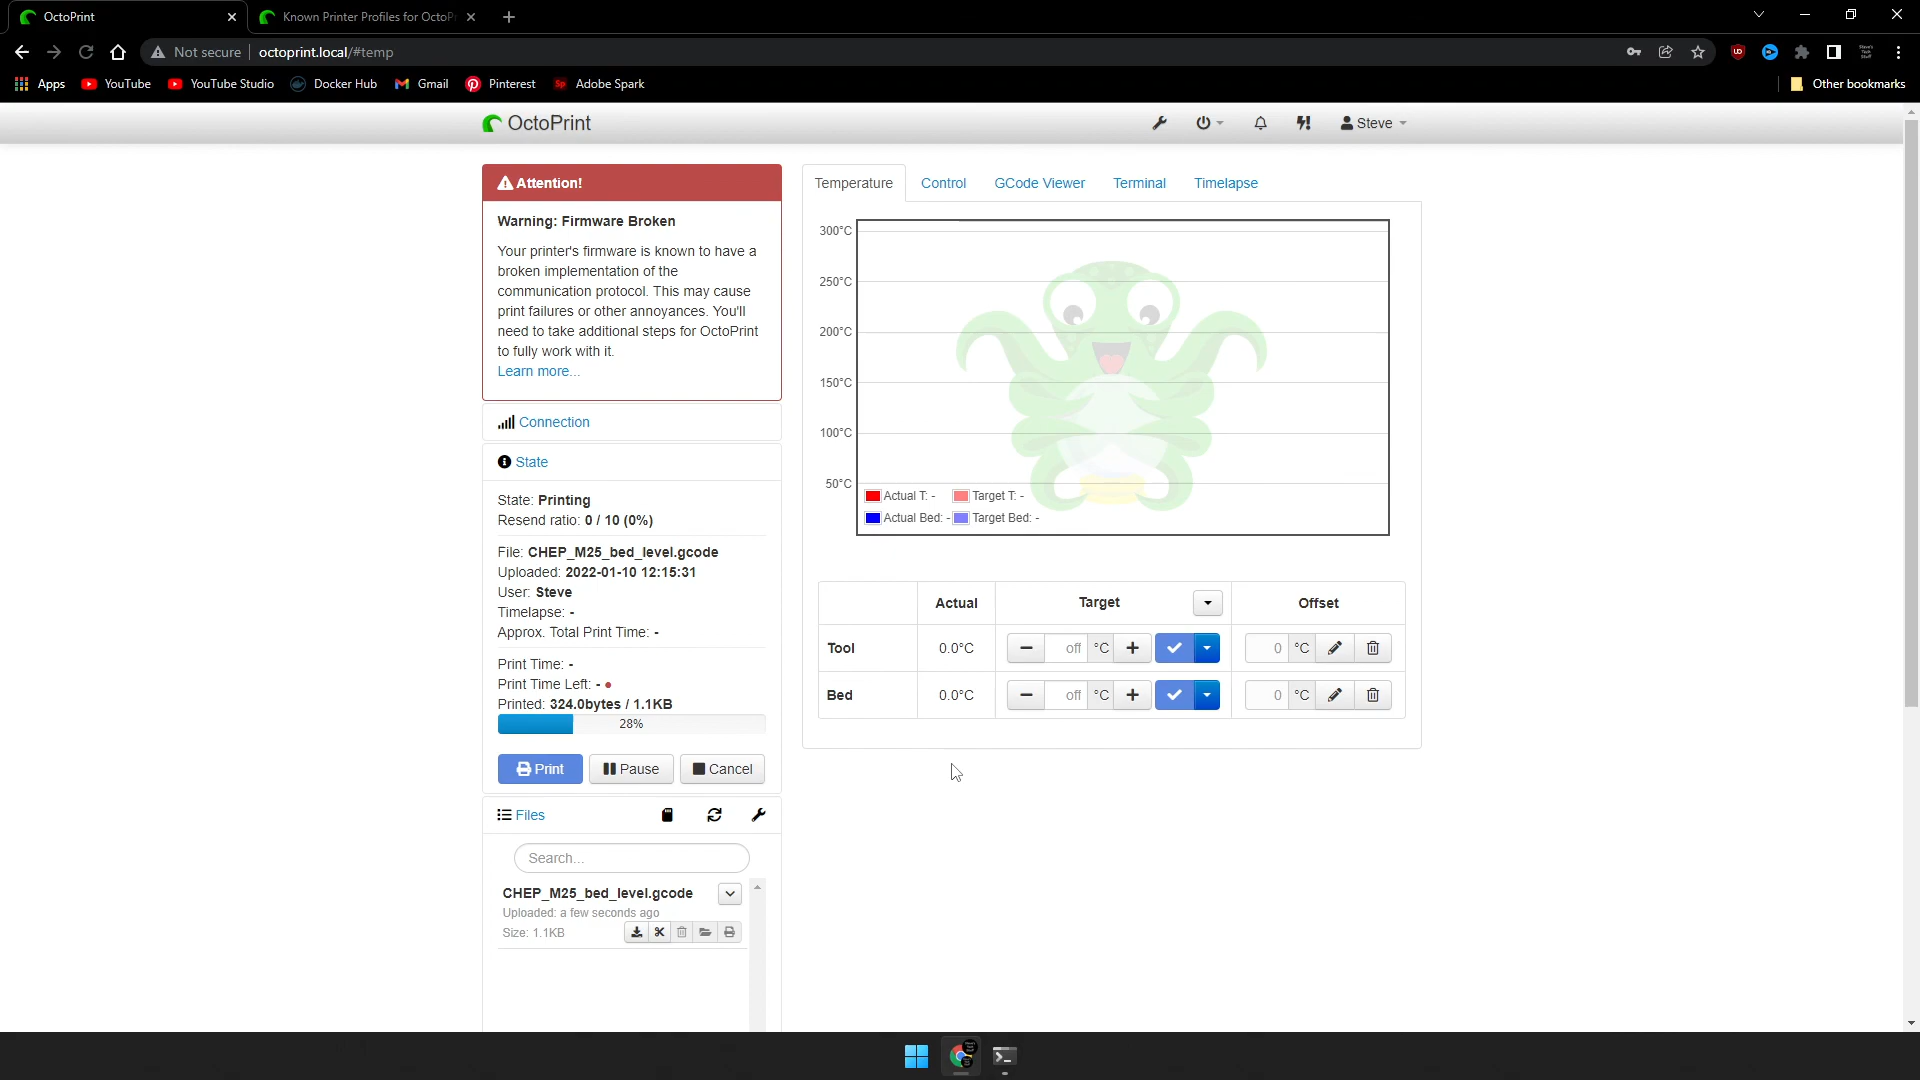 OctoPrint
Known Printer Profiles for OctoP
Not secure
octoprint.local/#temp
Apps
YouTube
YouTube Studio
Docker Hub
Gmail
Pinterest
Sp Adobe Spark
Other bookmarks
OctoPrint
Steve
Attention!
Warning: Firmware Broken
Your printer's firmware is known to have a
broken implementation of the
communication protocol. This may cause
print failures or other annoyances. You'll
need to take additional steps for OctoPrint
to fully work with it.
Learn more...
Connection
State
State: Printing
Resend ratio: 0 / 10 (0%)
File: CHEP_M25_bed_level.gcode
Uploaded: 2022-01-10 12:15:31
User: Steve
Timelapse: -
Approx. Total Print Time: -
Print Time: -
Print Time Left: -
Printed: 324.0bytes / 1.1KB
28%
Print
Pause
Cancel
Files
Search...
CHEP_M25_bed_level.gcode
Uploaded: a few seconds ago
Size: 1.1KB
Temperature
Control
GCode Viewer
Terminal
Timelapse
300°C
250°C
200°C
150°C
100°C
50°C
Actual T: -
Target T: -
Actual Bed: -
Target Bed: -
Actual
Target
Offset
Tool
0.0°C
off °C
0 °C
Bed
0.0°C
off °C
0 °C